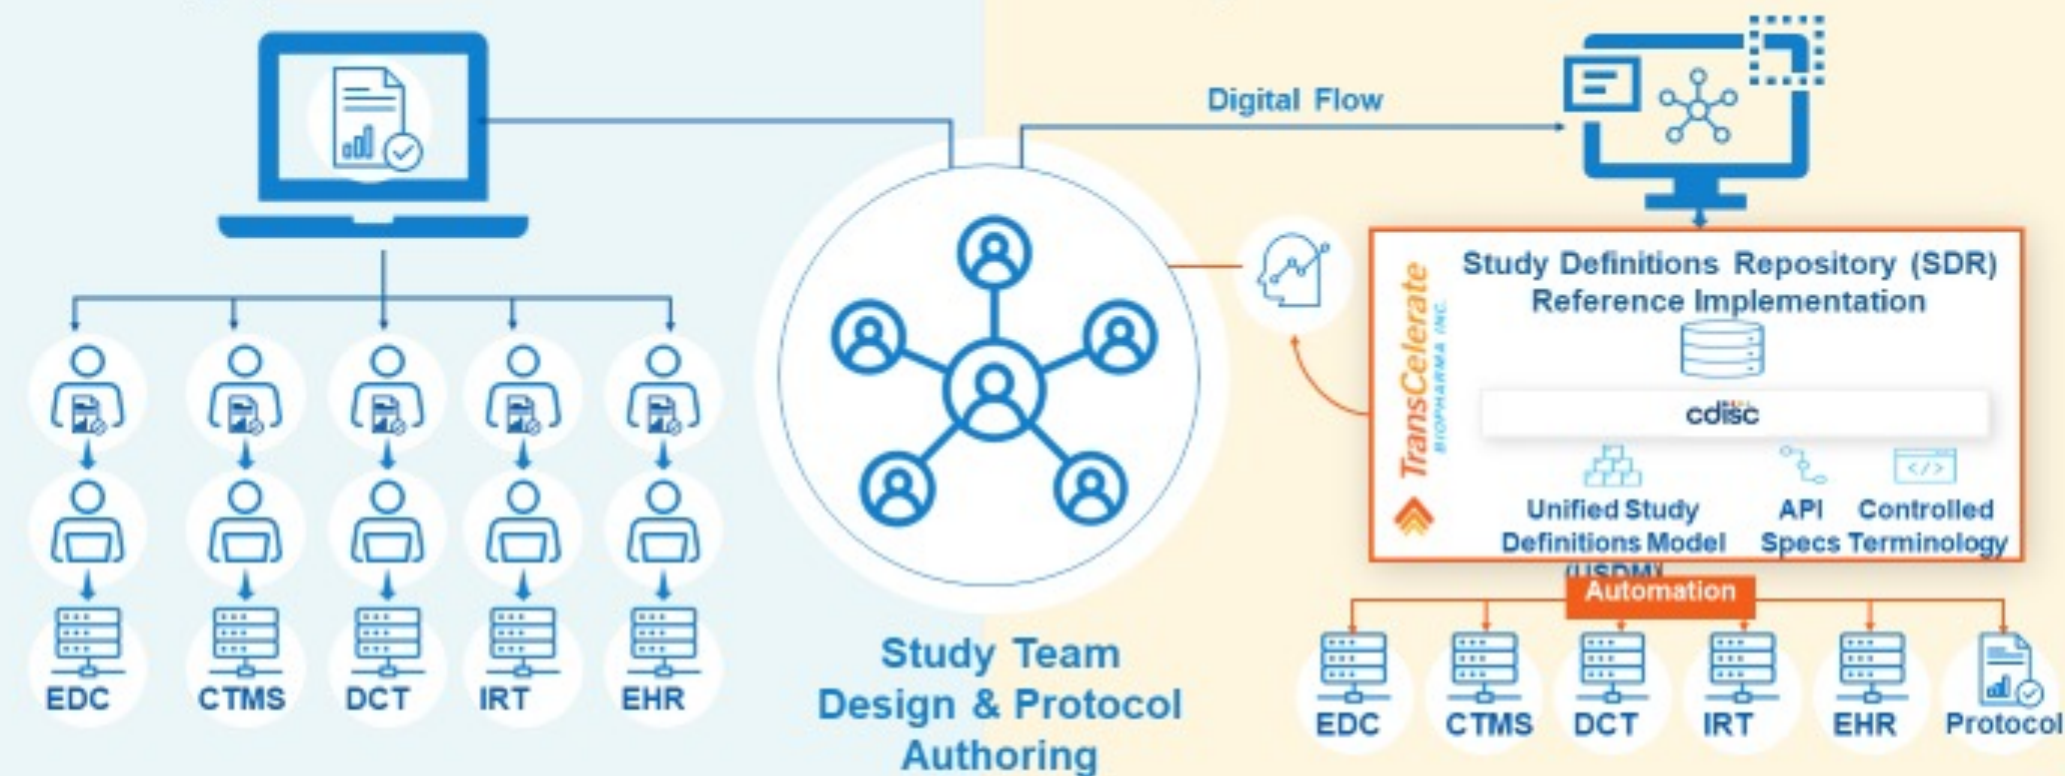 Digital Flow
Study Definitions Repository (SDR)
Reference Implementation
TransCelerate
BIOPHARMA INC.
cdisc
Unified Study
Definitions Model
(USDM)
API
Specs
Controlled
Terminology
Automation
EDC
CTMS
DCT
IRT
EHR
Study Team
Design & Protocol
Authoring
EDC
CTMS
DCT
IRT
EHR
Protocol